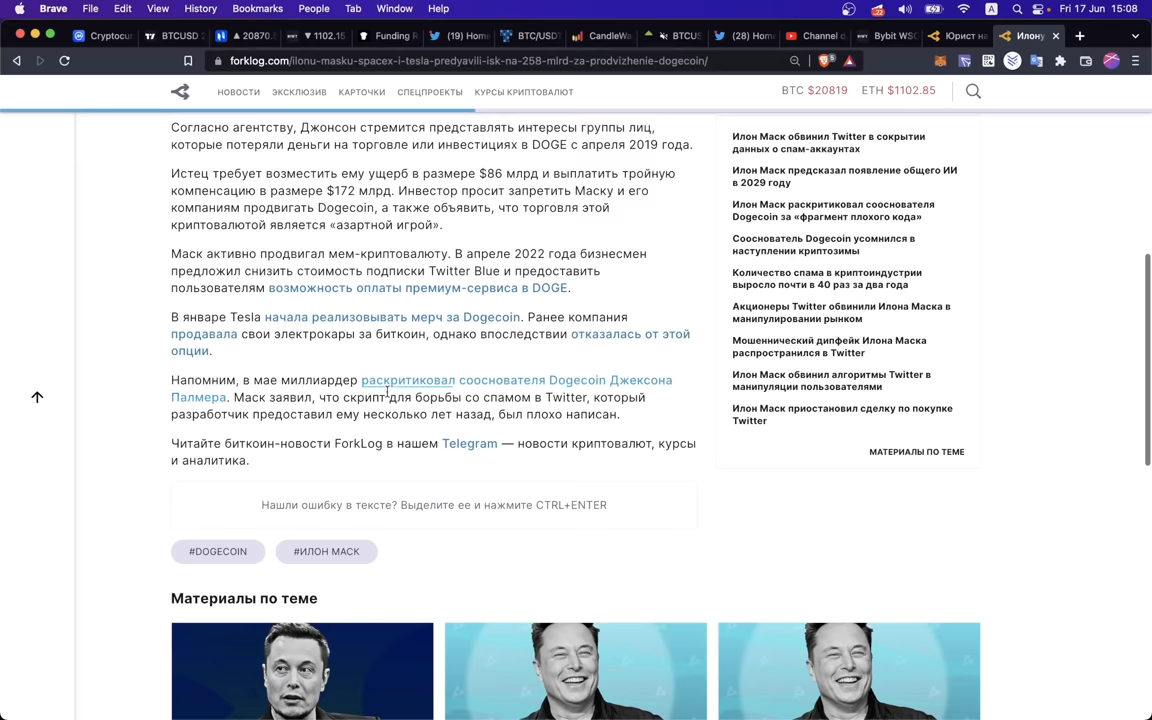 Brave File Edit View History Bookmarks People Tab Window Help
A Fri 17 Jun 15:08
Cryptocur BTCUSD 2 ▲ 20870.5 ▼ 1102.15 Funding R (19) Home BTC/USDT CandleWa BTCUS (28) Home Channel d Bybit WSO Юрист на Илону
forklog.com/ilonu-masku-spacex-i-tesla-predyavili-isk-na-258-mlrd-za-prodvizhenie-dogecoin/
НОВОСТИ ЭКСКЛЮЗИВ КАРТОЧКИ СПЕЦПРОЕКТЫ КУРСЫ КРИПТОВАЛЮТ
BTC $20819 ETH $1102.85
Согласно агентству, Джонсон стремится представлять интересы группы лиц,
которые потеряли деньги на торговле или инвестициях в DOGE с апреля 2019 года.
Истец требует возместить ему ущерб в размере $86 млрд и выплатить тройную
компенсацию в размере $172 млрд. Инвестор просит запретить Маску и его
компаниям продвигать Dogecoin, а также объявить, что торговля этой
криптовалютой является «азартной игрой».
Маск активно продвигал мем-криптовалюту. В апреле 2022 года бизнесмен
предложил снизить стоимость подписки Twitter Blue и предоставить
пользователям возможность оплаты премиум-сервиса в DOGE.
В январе Tesla начала реализовывать мерч за Dogecoin. Ранее компания
продавала свои электрокары за биткоин, однако впоследствии отказалась от этой
опции.
Напомним, в мае миллиардер раскритиковал сооснователя Dogecoin Джексона
Палмера. Маск заявил, что скрипт для борьбы со спамом в Twitter, который
разработчик предоставил ему несколько лет назад, был плохо написан.
Читайте биткоин-новости ForkLog в нашем Telegram — новости криптовалют, курсы
и аналитика.
Нашли ошибку в тексте? Выделите ее и нажмите CTRL+ENTER
#DOGECOIN #ИЛОН МАСК
Материалы по теме
Илон Маск обвинил Twitter в сокрытии
данных о спам-аккаунтах
Илон Маск предсказал появление общего ИИ
в 2029 году
Илон Маск раскритиковал сооснователя
Dogecoin за «фрагмент плохого кода»
Сооснователь Dogecoin усомнился в
наступлении криптозимы
Количество спама в криптоиндустрии
выросло почти в 40 раз за два года
Акционеры Twitter обвинили Илона Маска в
манипулировании рынком
Мошеннический дипфейк Илона Маска
распространился в Twitter
Илон Маск обвинил алгоритмы Twitter в
манипуляции пользователями
Илон Маск приостановил сделку по покупке
Twitter
МАТЕРИАЛЫ ПО ТЕМЕ